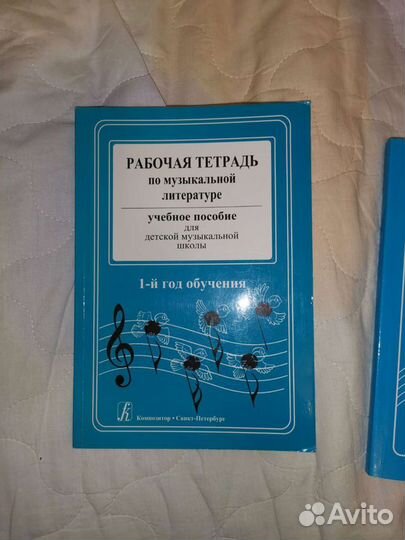 РАБОЧАЯ ТЕТРАДЬ
по музыкальной
литературе
учебное пособие
для
детской музыкальной
школы
1-й год обучения
Композитор • Санкт-Петербург
Avito